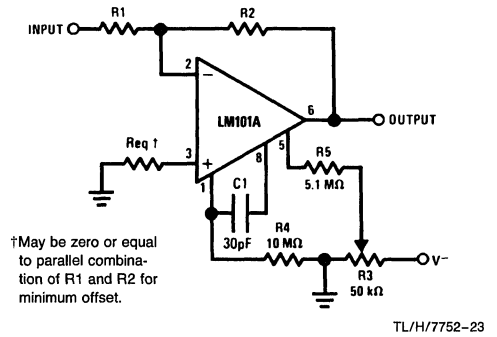 R1
R2
INPUT
2
−
LM101A
6
OUTPUT
Req †
3
+
5
8
1
R5
5.1 MΩ
C1
30pF
R4
10 MΩ
V−
R3
50 kΩ
†May be zero or equal
to parallel combina-
tion of R1 and R2 for
minimum offset.
TL/H/7752–23